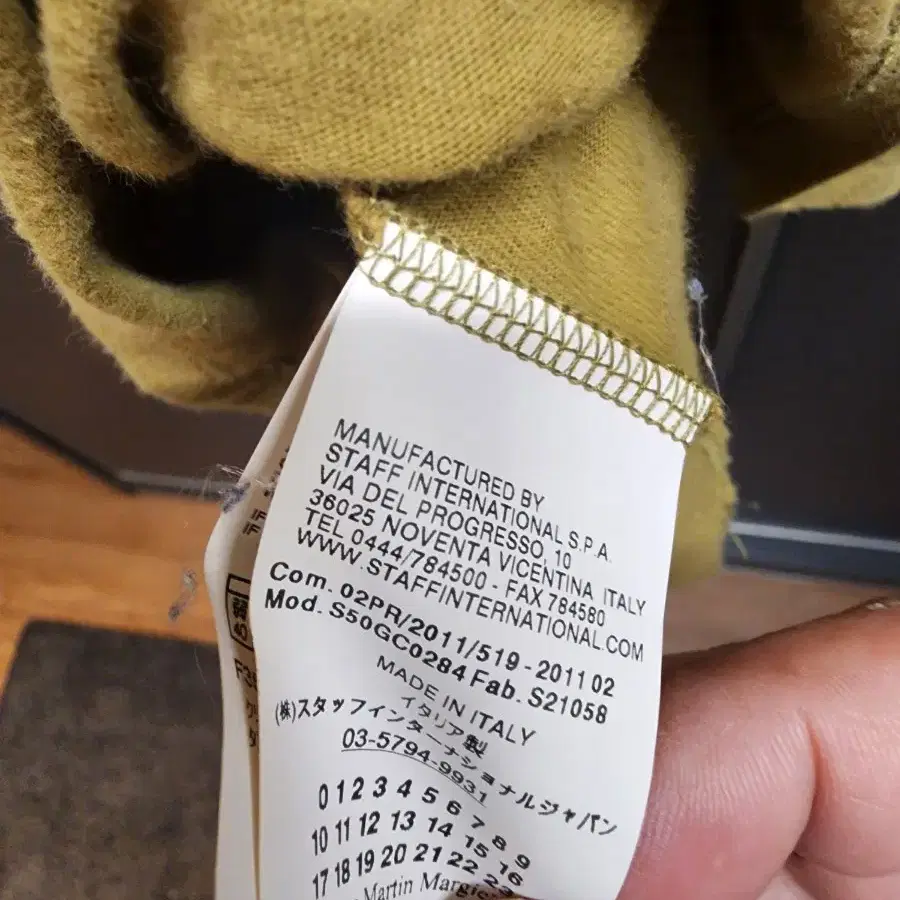 MANUFACTURED BY
STAFF INTERNATIONAL S.P.A.
VIA DEL PROGRESSO, 10
36025 NOVENTA VICENTINA ITALY
TEL 0444/784500 - FAX 784580
WWW.STAFFINTERNATIONAL.COM
Com. 02PR/2011/519 - 2011 02
Mod. S50GC0284 Fab. S21058
MADE IN ITALY
イタリア製
(株)スタッフインターナショナルジャパン
03-5794-9931
0 1 2 3 4 5 6 7 8 9
10 11 12 13 14 15 16
17 18 19 20 21 22 23
Martin